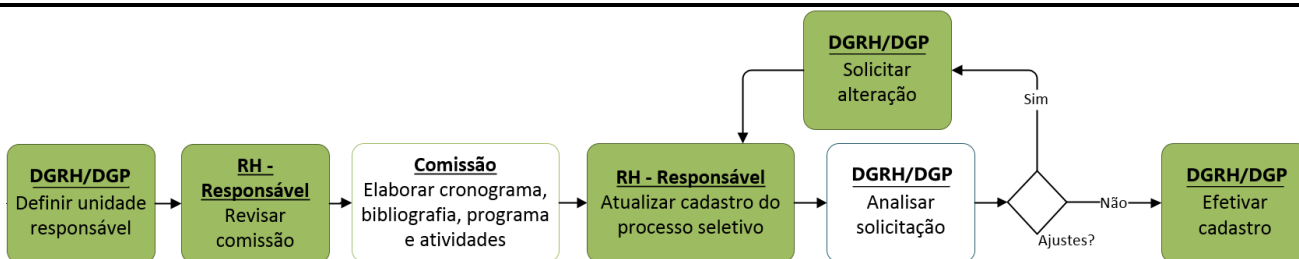 DGRH/DGP
Solicitar
alteração
Sim
DGRH/DGP
Definir unidade
responsável
RH -
Responsável
Revisar
comissão
Comissão
Elaborar cronograma,
bibliografia, programa
e atividades
RH - Responsável
Atualizar cadastro do
processo seletivo
DGRH/DGP
Analisar
solicitação
Ajustes?
Não
DGRH/DGP
Efetivar
cadastro